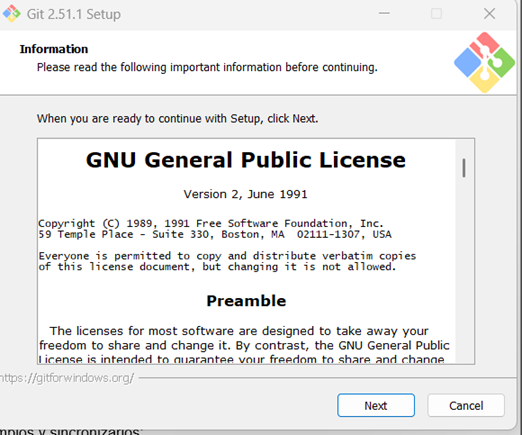 Git 2.51.1 Setup
Information
Please read the following important information before continuing.
When you are ready to continue with Setup, click Next.
GNU General Public License
Version 2, June 1991
Copyright (C) 1989, 1991 Free Software Foundation, Inc.
59 Temple Place - Suite 330, Boston, MA  02111-1307, USA
Everyone is permitted to copy and distribute verbatim copies
of this license document, but changing it is not allowed.
Preamble
The licenses for most software are designed to take away your
freedom to share and change it. By contrast, the GNU General Public
License is intended to guarantee your freedom to share and change
https://gitforwindows.org/
Next Cancel
y sincronizarlos: